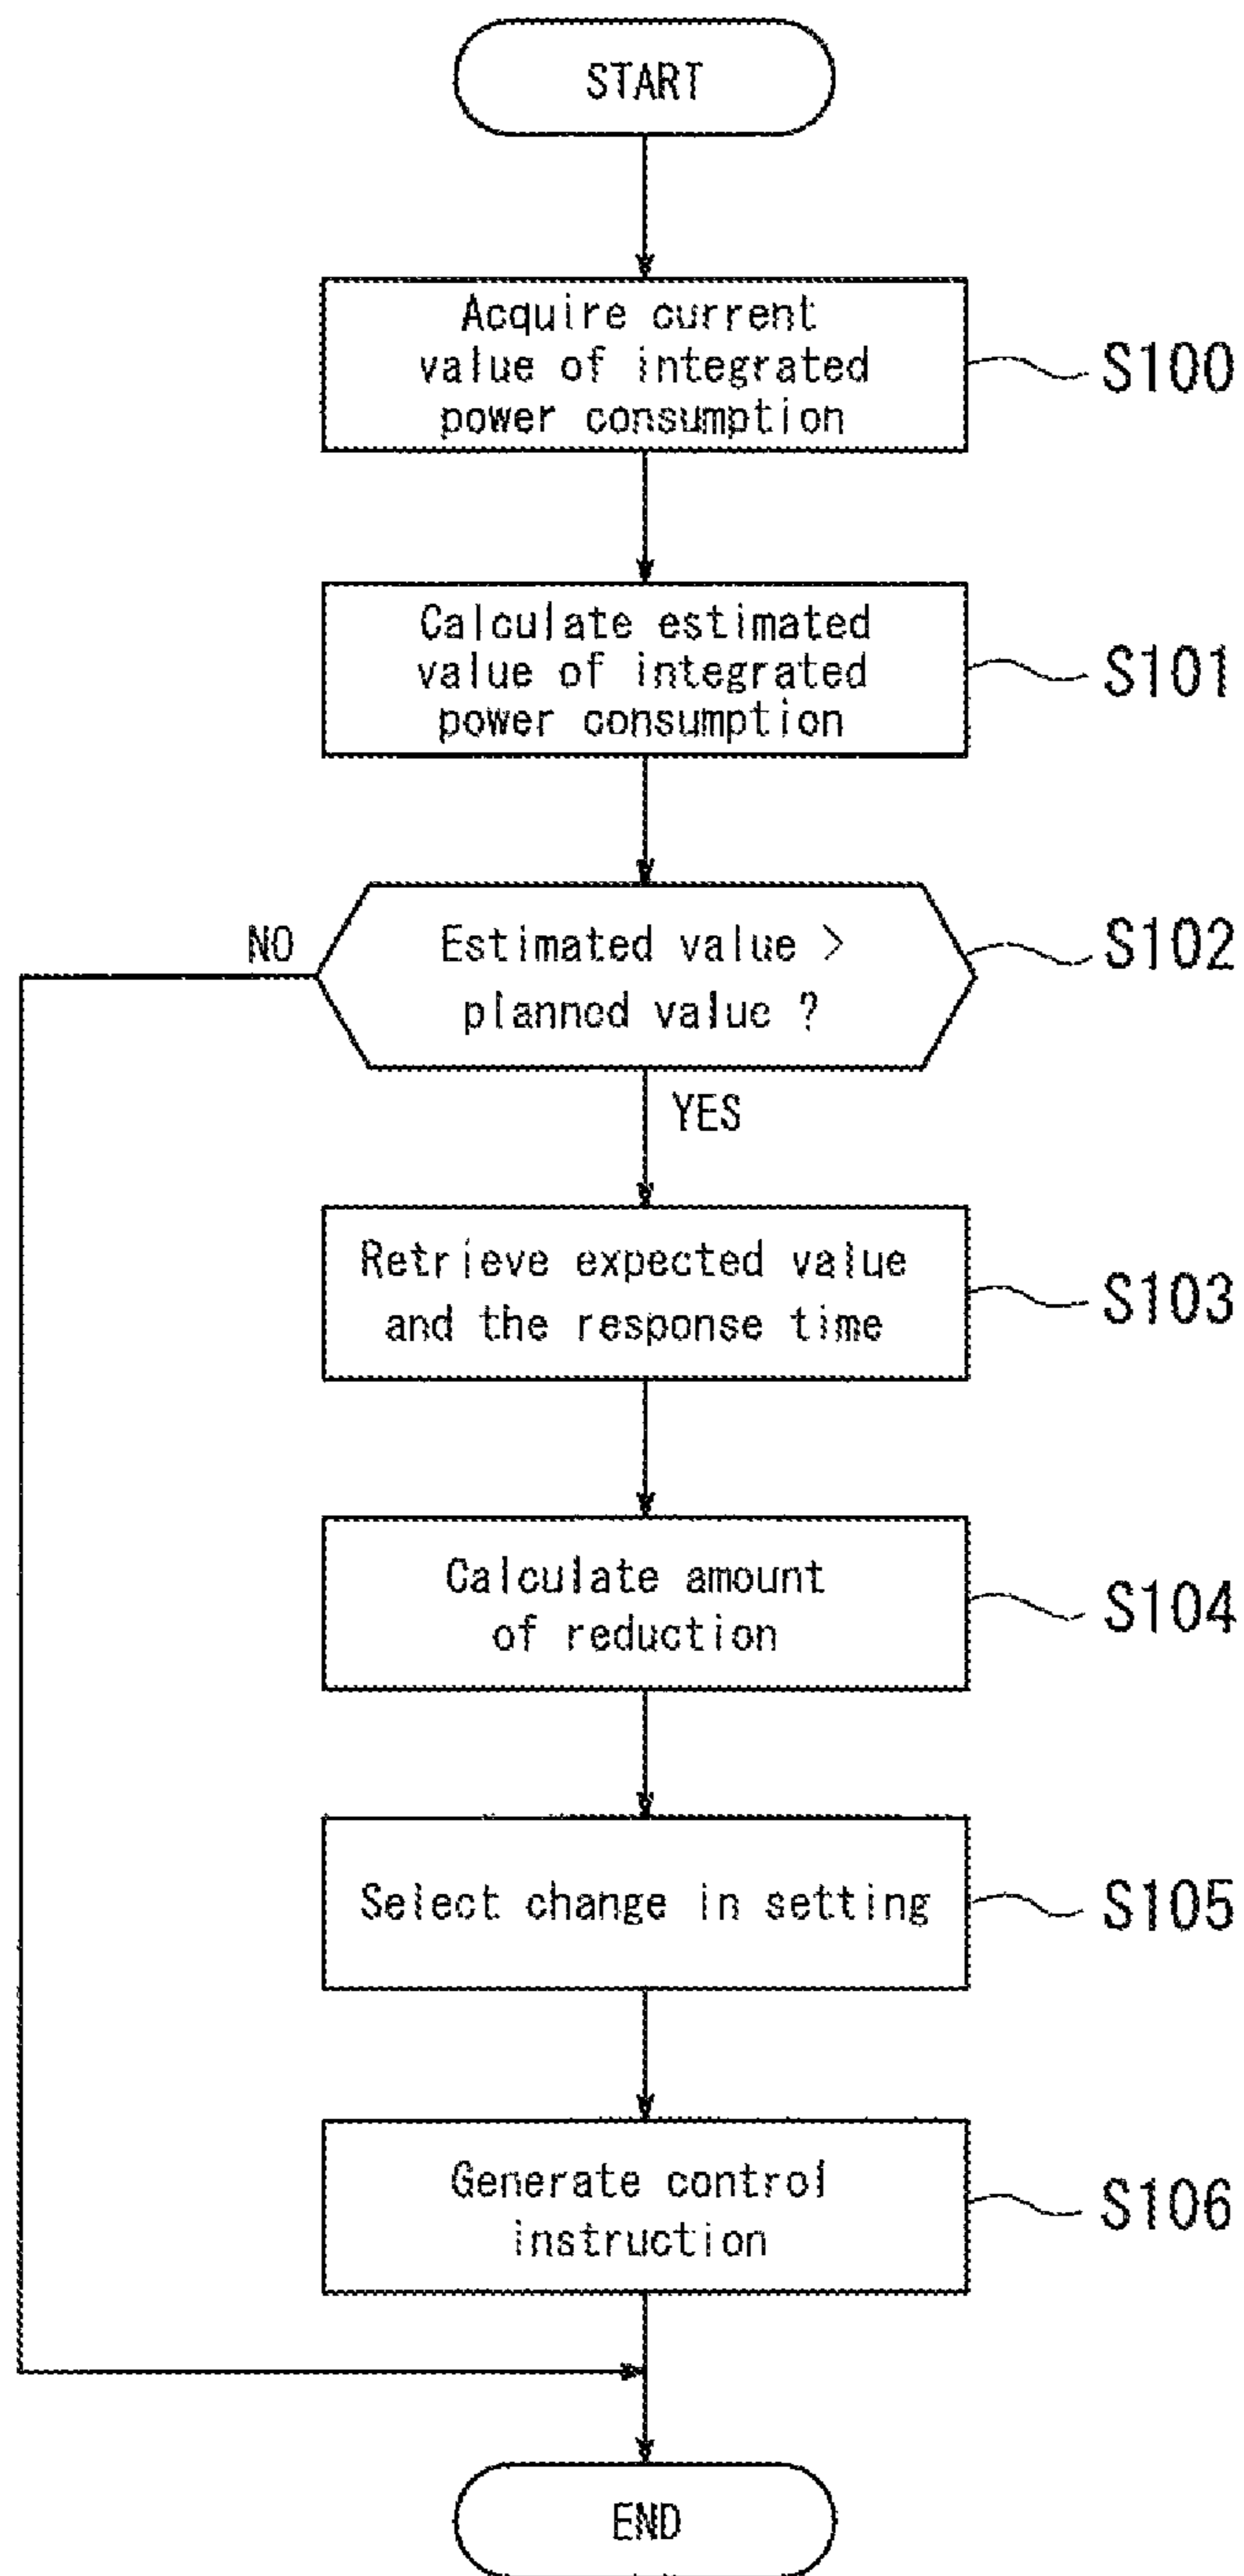 START
Acquire current
value of integrated
power consumption
S100
Calculate estimated
value of integrated
power consumption
S101
NO
Estimated value >
planned value ?
S102
YES
Retrieve expected value
and the response time
S103
Calculate amount
of reduction
S104
Select change in setting
S105
Generate control
instruction
S106
END